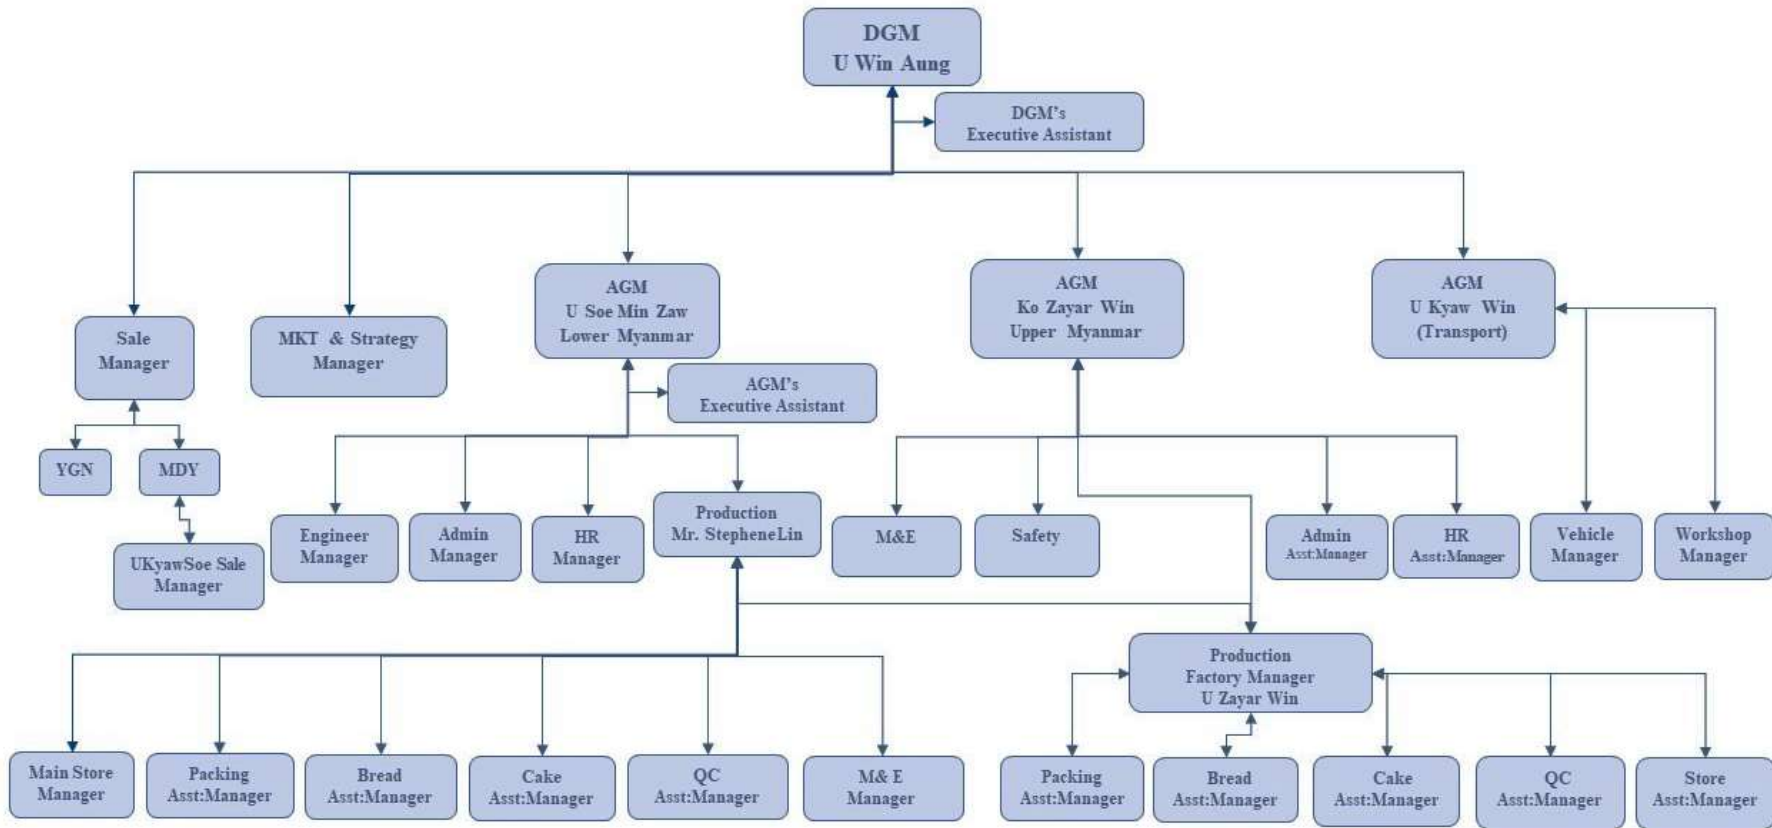 DGM
U Win Aung
DGM's
Executive Assistant
Sale
Manager
MKT & Strategy
Manager
AGM
U Soe Min Zaw
Lower Myanmar
AGM
Ko Zayar Win
Upper Myanmar
AGM
U Kyaw Win
(Transport)
AGM's
Executive Assistant
YGN
MDY
UKyawSoe Sale
Manager
Engineer
Manager
Admin
Manager
HR
Manager
Production
Mr. StepheneLin
M&E
Safety
Admin
Asst:Manager
HR
Asst:Manager
Vehicle
Manager
Workshop
Manager
Production
Factory Manager
U Zayar Win
Main Store
Manager
Packing
Asst:Manager
Bread
Asst:Manager
Cake
Asst:Manager
QC
Asst:Manager
M& E
Manager
Packing
Asst:Manager
Bread
Asst:Manager
Cake
Asst:Manager
QC
Asst:Manager
Store
Asst:Manager